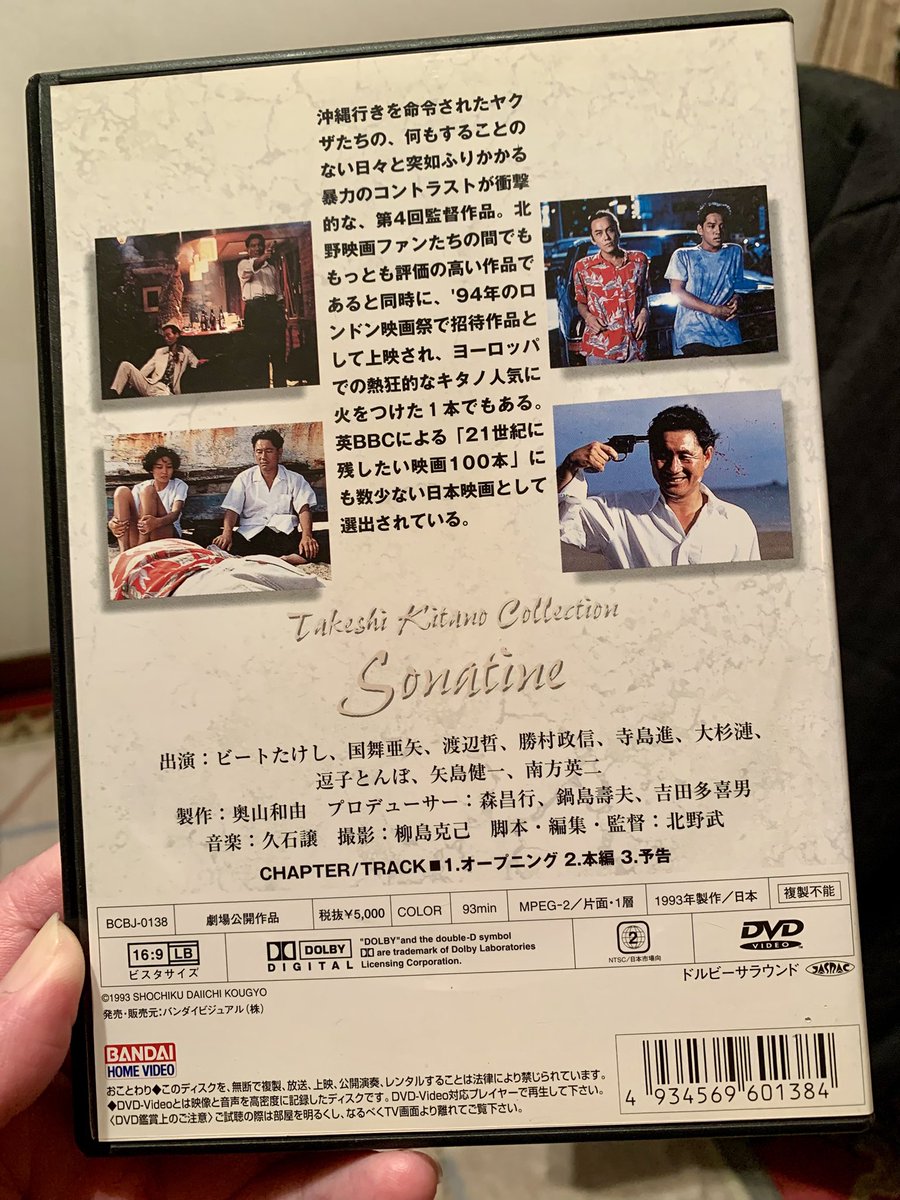 沖縄行きを命令されたヤク
ザたちの、何もすることの
ない日々と突如ふりかかる
暴力のコントラストが衝撃
的な、第4回監督作品。北
野映画ファンたちの間でも
もっとも評価の高い作品で
あると同時に、'94年のロ
ンドン映画祭で招待作品と
して上映され、ヨーロッパ
での熱狂的なキタノ人気に
火をつけた1本でもある。
英BBCによる「21世紀に
残したい映画100本」に
も数少ない日本映画として
選出されている。
Takeshi Kitano Collection
Sonatine
出演：ビートたけし、国舞亜矢、渡辺哲、勝村政信、寺島進、大杉漣、
逗子とんぼ、矢島健一、南方英二
製作：奥山和由 プロデューサー：森昌行、鍋島壽夫、吉田多喜男
音楽：久石譲 撮影：柳島克己 脚本・編集・監督：北野武
CHAPTER/TRACK■1.オープニング 2.本編 3.予告
BCBJ-0138 劇場公開作品 税抜¥5,000 COLOR 93min MPEG-2／片面・1層 1993年製作／日本 複製不能
16:9 LB
ビスタサイズ
DOLBY
DIGITAL
"DOLBY"and the double-D symbol
are trademark of Dolby Laboratories
Licensing Corporation.
2
NTSC/日本市場向
DVD
VIDEO
ドルビーサラウンド JASRAC
©1993 SHOCHIKU DAIICHI KOUGYO
発売・販売元：バンダイビジュアル（株）
BANDAI
HOME VIDEO
おことわり◆このディスクを、無断で複製、放送、上映、公開演奏、レンタルすることは法律により禁じられています。
◆DVD-Videoとは映像と音声を高密度に記録したディスクです。DVD-Video対応プレイヤーで再生して下さい。
〈DVD鑑賞上のご注意〉ご試聴の際は部屋を明るくし、なるべくTV画面より離れてご覧下さい。
4 934569 601384